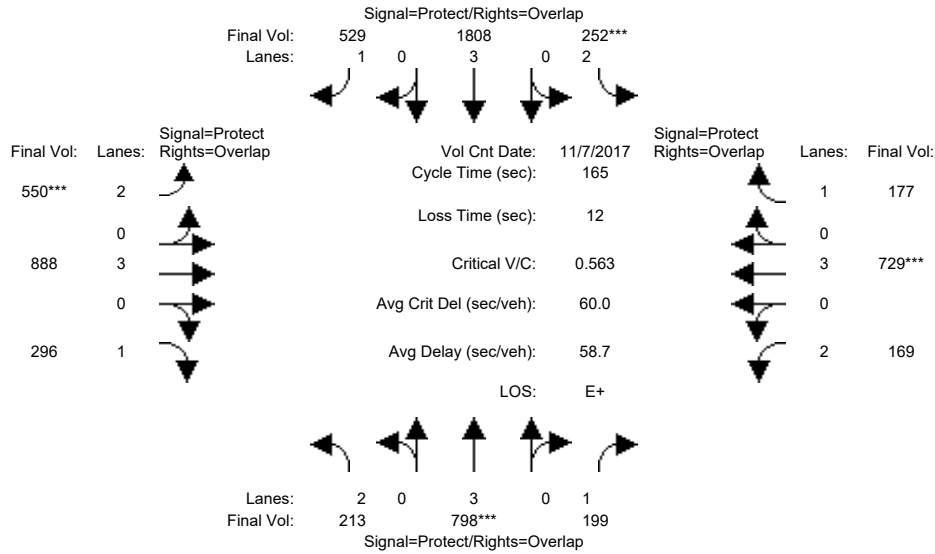 Signal=Protect/Rights=Overlap
Final Vol: 529 1808 252***
Lanes: 1 0 3 0 2
Signal=Protect Signal=Protect
Final Vol: Lanes: Rights=Overlap Vol Cnt Date: 11/7/2017 Rights=Overlap Lanes: Final Vol:
Cycle Time (sec): 165
550*** 2 1 177
Loss Time (sec): 12
0 0
888 3 Critical V/C: 0.563 3 729***
0 Avg Crit Del (sec/veh): 60.0 0
296 1 Avg Delay (sec/veh): 58.7 2 169
LOS: E+
Lanes: 2 0 3 0 1
Final Vol: 213 798*** 199
Signal=Protect/Rights=Overlap